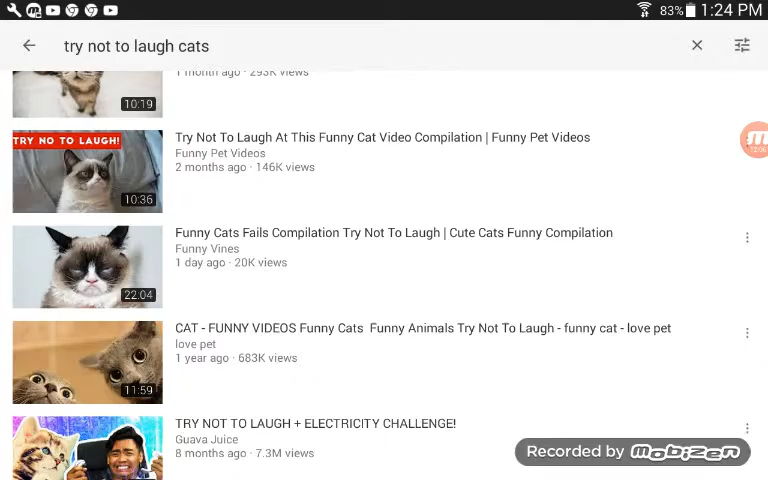 83% 1:24 PM
try not to laugh cats
1 month ago · 293K views
10:19
TRY NO TO LAUGH!
10:36
Try Not To Laugh At This Funny Cat Video Compilation | Funny Pet Videos
Funny Pet Videos
2 months ago · 146K views
12:06
22:04
Funny Cats Fails Compilation Try Not To Laugh | Cute Cats Funny Compilation
Funny Vines
1 day ago · 20K views
11:59
CAT - FUNNY VIDEOS Funny Cats  Funny Animals Try Not To Laugh - funny cat - love pet
love pet
1 year ago · 683K views
TRY NOT TO LAUGH + ELECTRICITY CHALLENGE!
Guava Juice
8 months ago · 7.3M views
Recorded by mobizen